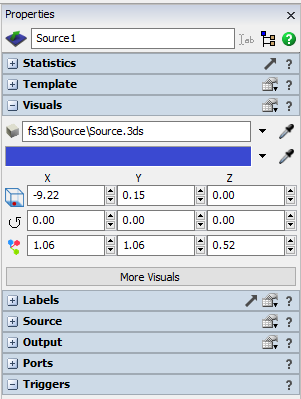 Properties
Source1
Statistics ?
Template ?
Visuals ?
fs3d\Source\Source.3ds
X Y Z
-9.22 0.15 0.00
0.00 0.00 0.00
1.06 1.06 0.52
More Visuals
Labels ?
Source ?
Output ?
Ports ?
Triggers ?